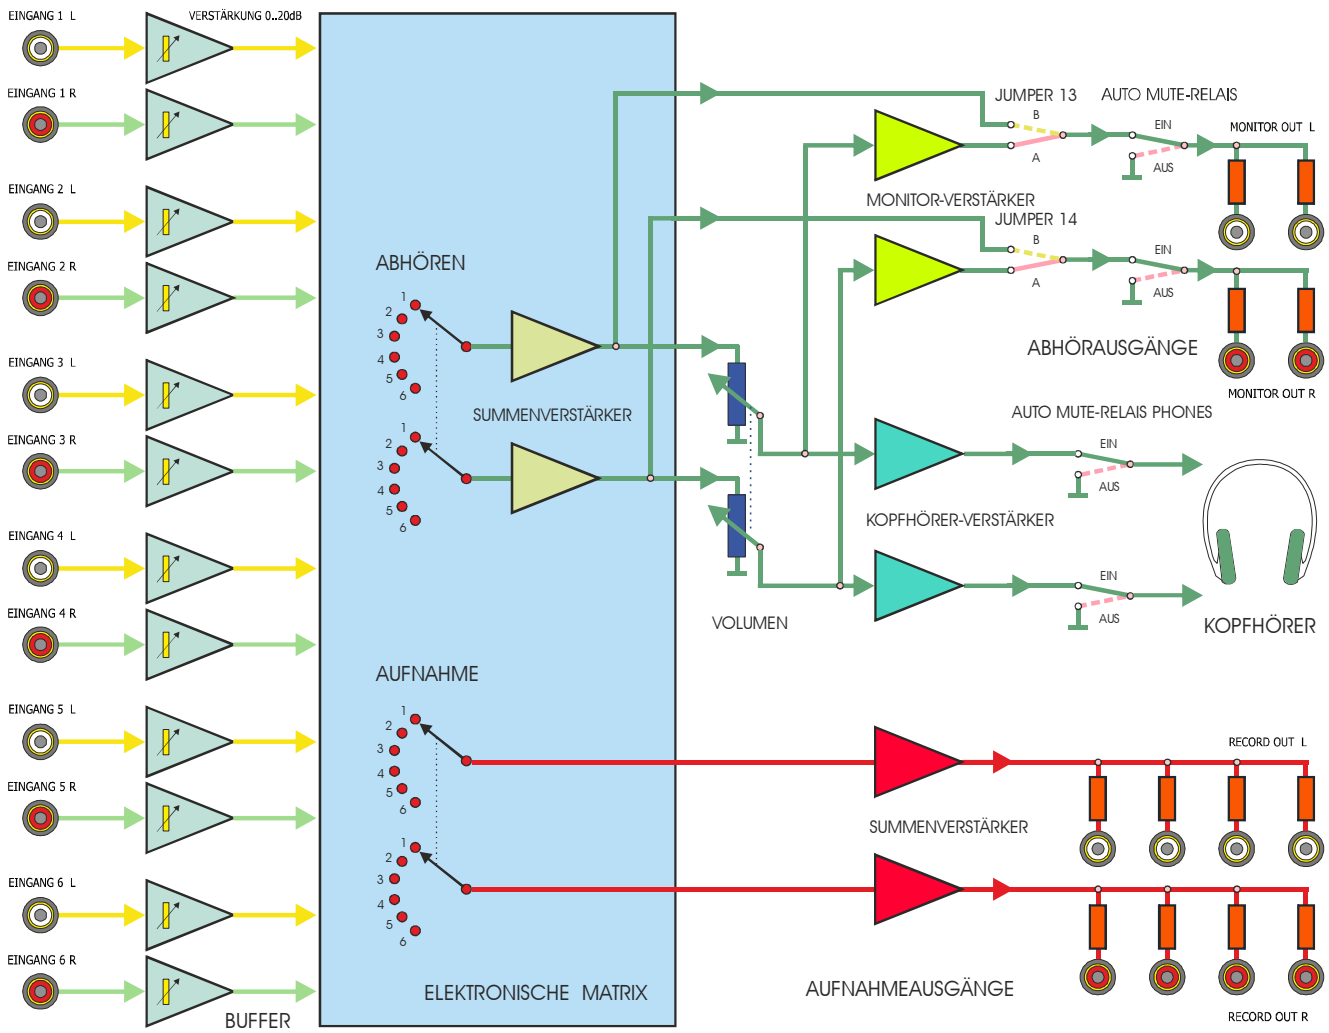 EINGANG 1 L
VERSTÄRKUNG 0..20dB
EINGANG 1 R
EINGANG 2 L
EINGANG 2 R
EINGANG 3 L
EINGANG 3 R
EINGANG 4 L
EINGANG 4 R
EINGANG 5 L
EINGANG 5 R
EINGANG 6 L
EINGANG 6 R
BUFFER
ABHÖREN
1
2
3
4
5
6
SUMMENVERSTÄRKER
1
2
3
4
5
6
AUFNAHME
1
2
3
4
5
6
1
2
3
4
5
6
ELEKTRONISCHE MATRIX
VOLUMEN
JUMPER 13
B
A
AUTO MUTE-RELAIS
EIN
AUS
MONITOR OUT L
MONITOR-VERSTÄRKER
JUMPER 14
B
A
EIN
AUS
ABHÖRAUSGÄNGE
MONITOR OUT R
AUTO MUTE-RELAIS PHONES
EIN
AUS
KOPFHÖRER-VERSTÄRKER
EIN
AUS
KOPFHÖRER
RECORD OUT L
SUMMENVERSTÄRKER
AUFNAHMEAUSGÄNGE
RECORD OUT R